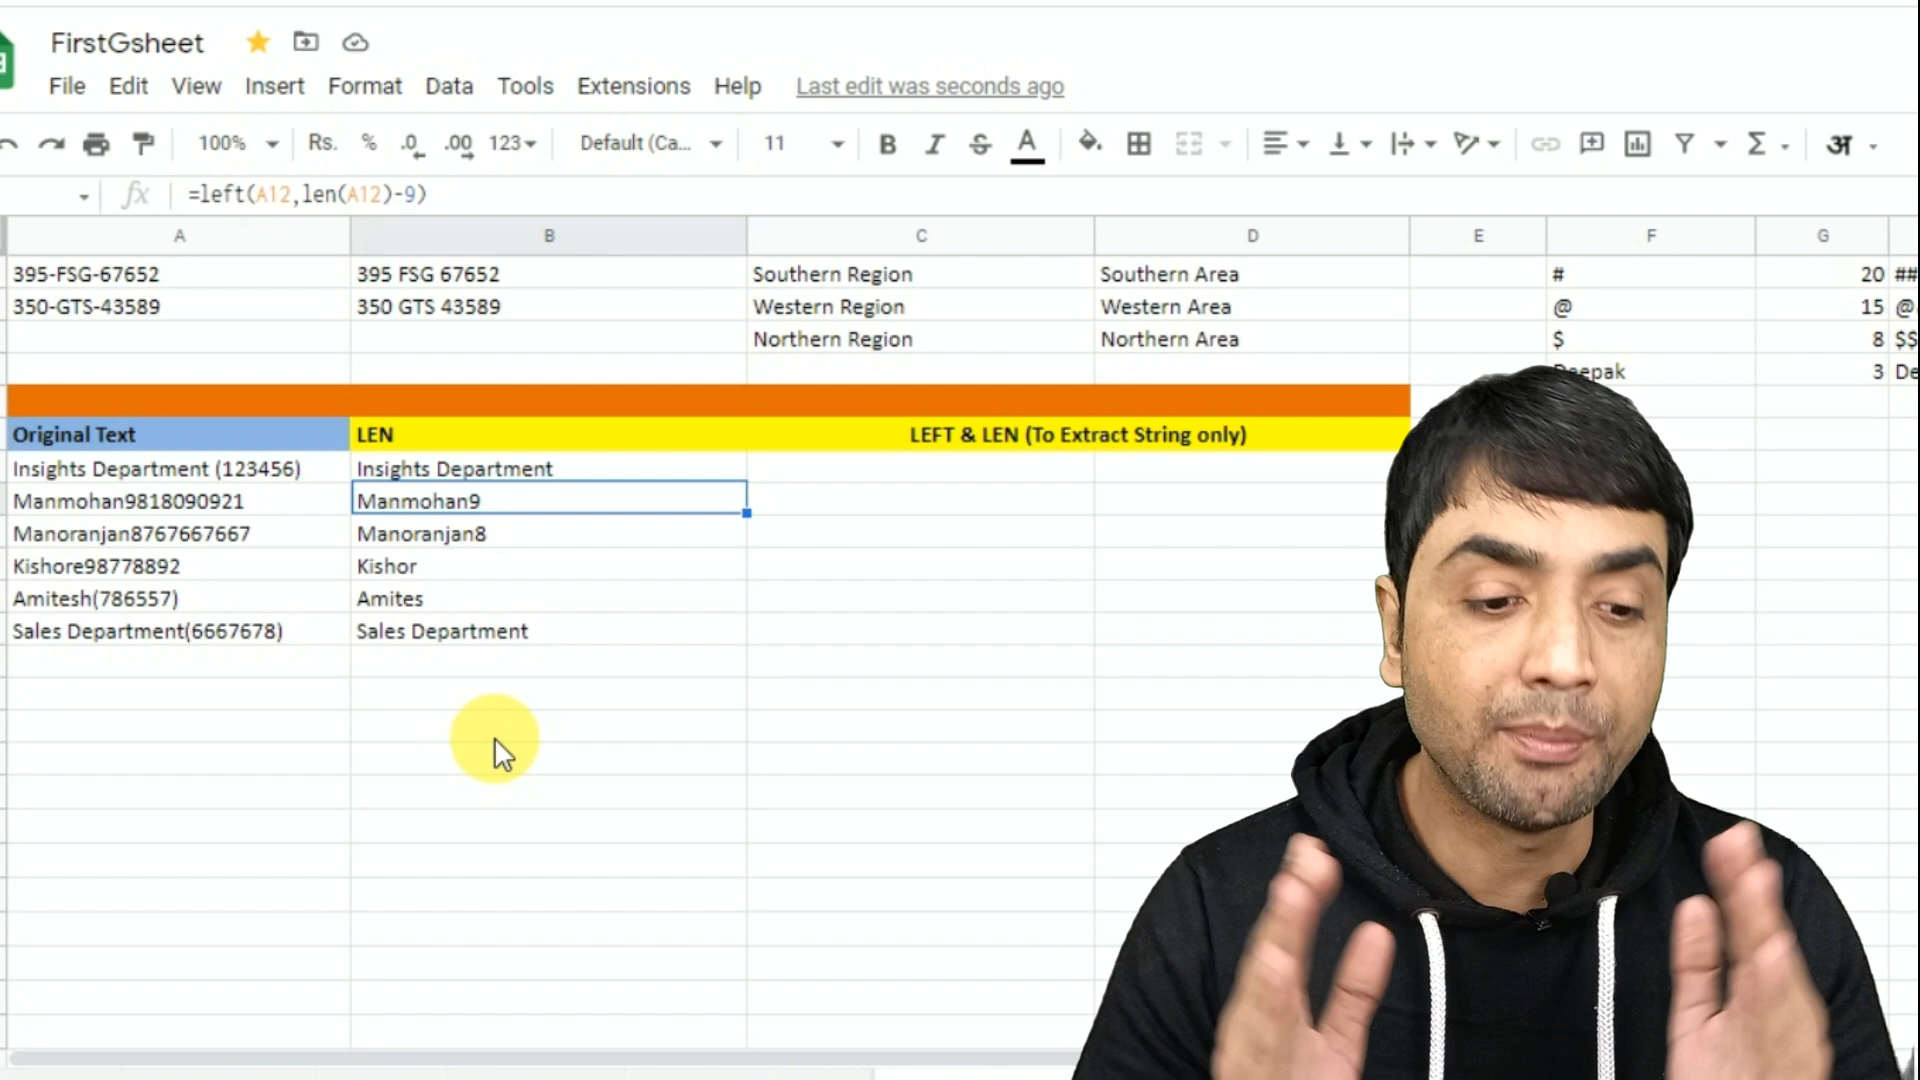 FirstGsheet
File Edit View Insert Format Data Tools Extensions Help Last edit was seconds ago
100% Rs. % .0 .00 123 Default (Ca... 11 B I S A Σ अ
fx =left(A12,len(A12)-9)
A B C D E F G
395-FSG-67652 395 FSG 67652 Southern Region Southern Area # 20 ##
350-GTS-43589 350 GTS 43589 Western Region Western Area @ 15 @
Northern Region Northern Area $ 8 $$
Deepak 3 De
Original Text LEN LEFT & LEN (To Extract String only)
Insights Department (123456) Insights Department
Manmohan9818090921 Manmohan9
Manoranjan8767667667 Manoranjan8
Kishore98778892 Kishor
Amitesh(786557) Amites
Sales Department(6667678) Sales Department